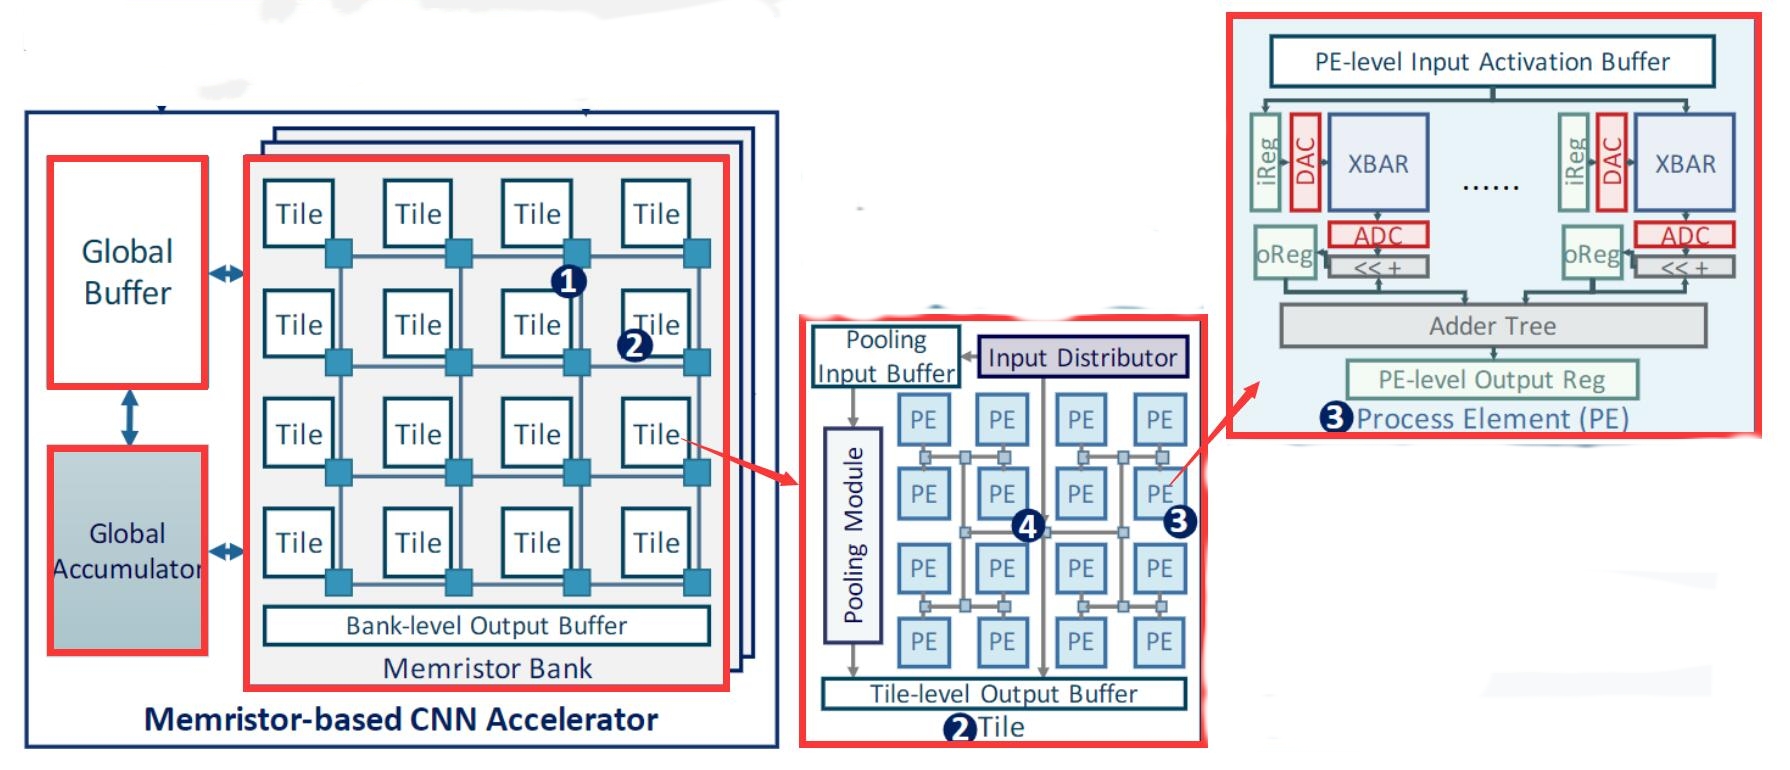 Global
Buffer
Global
Accumulator
Tile Tile Tile Tile
1
Tile Tile Tile Tile
2
Tile Tile Tile Tile
Tile Tile Tile Tile
Bank-level Output Buffer
Memristor Bank
Memristor-based CNN Accelerator
Pooling
Input Buffer
Input Distributor
Pooling Module
PE PE PE PE
PE PE PE PE
4
3
PE PE PE PE
PE PE PE PE
Tile-level Output Buffer
2 Tile
PE-level Input Activation Buffer
iReg DAC XBAR
......
iReg DAC XBAR
ADC
oReg
<< +
ADC
oReg
<< +
Adder Tree
PE-level Output Reg
3 Process Element (PE)